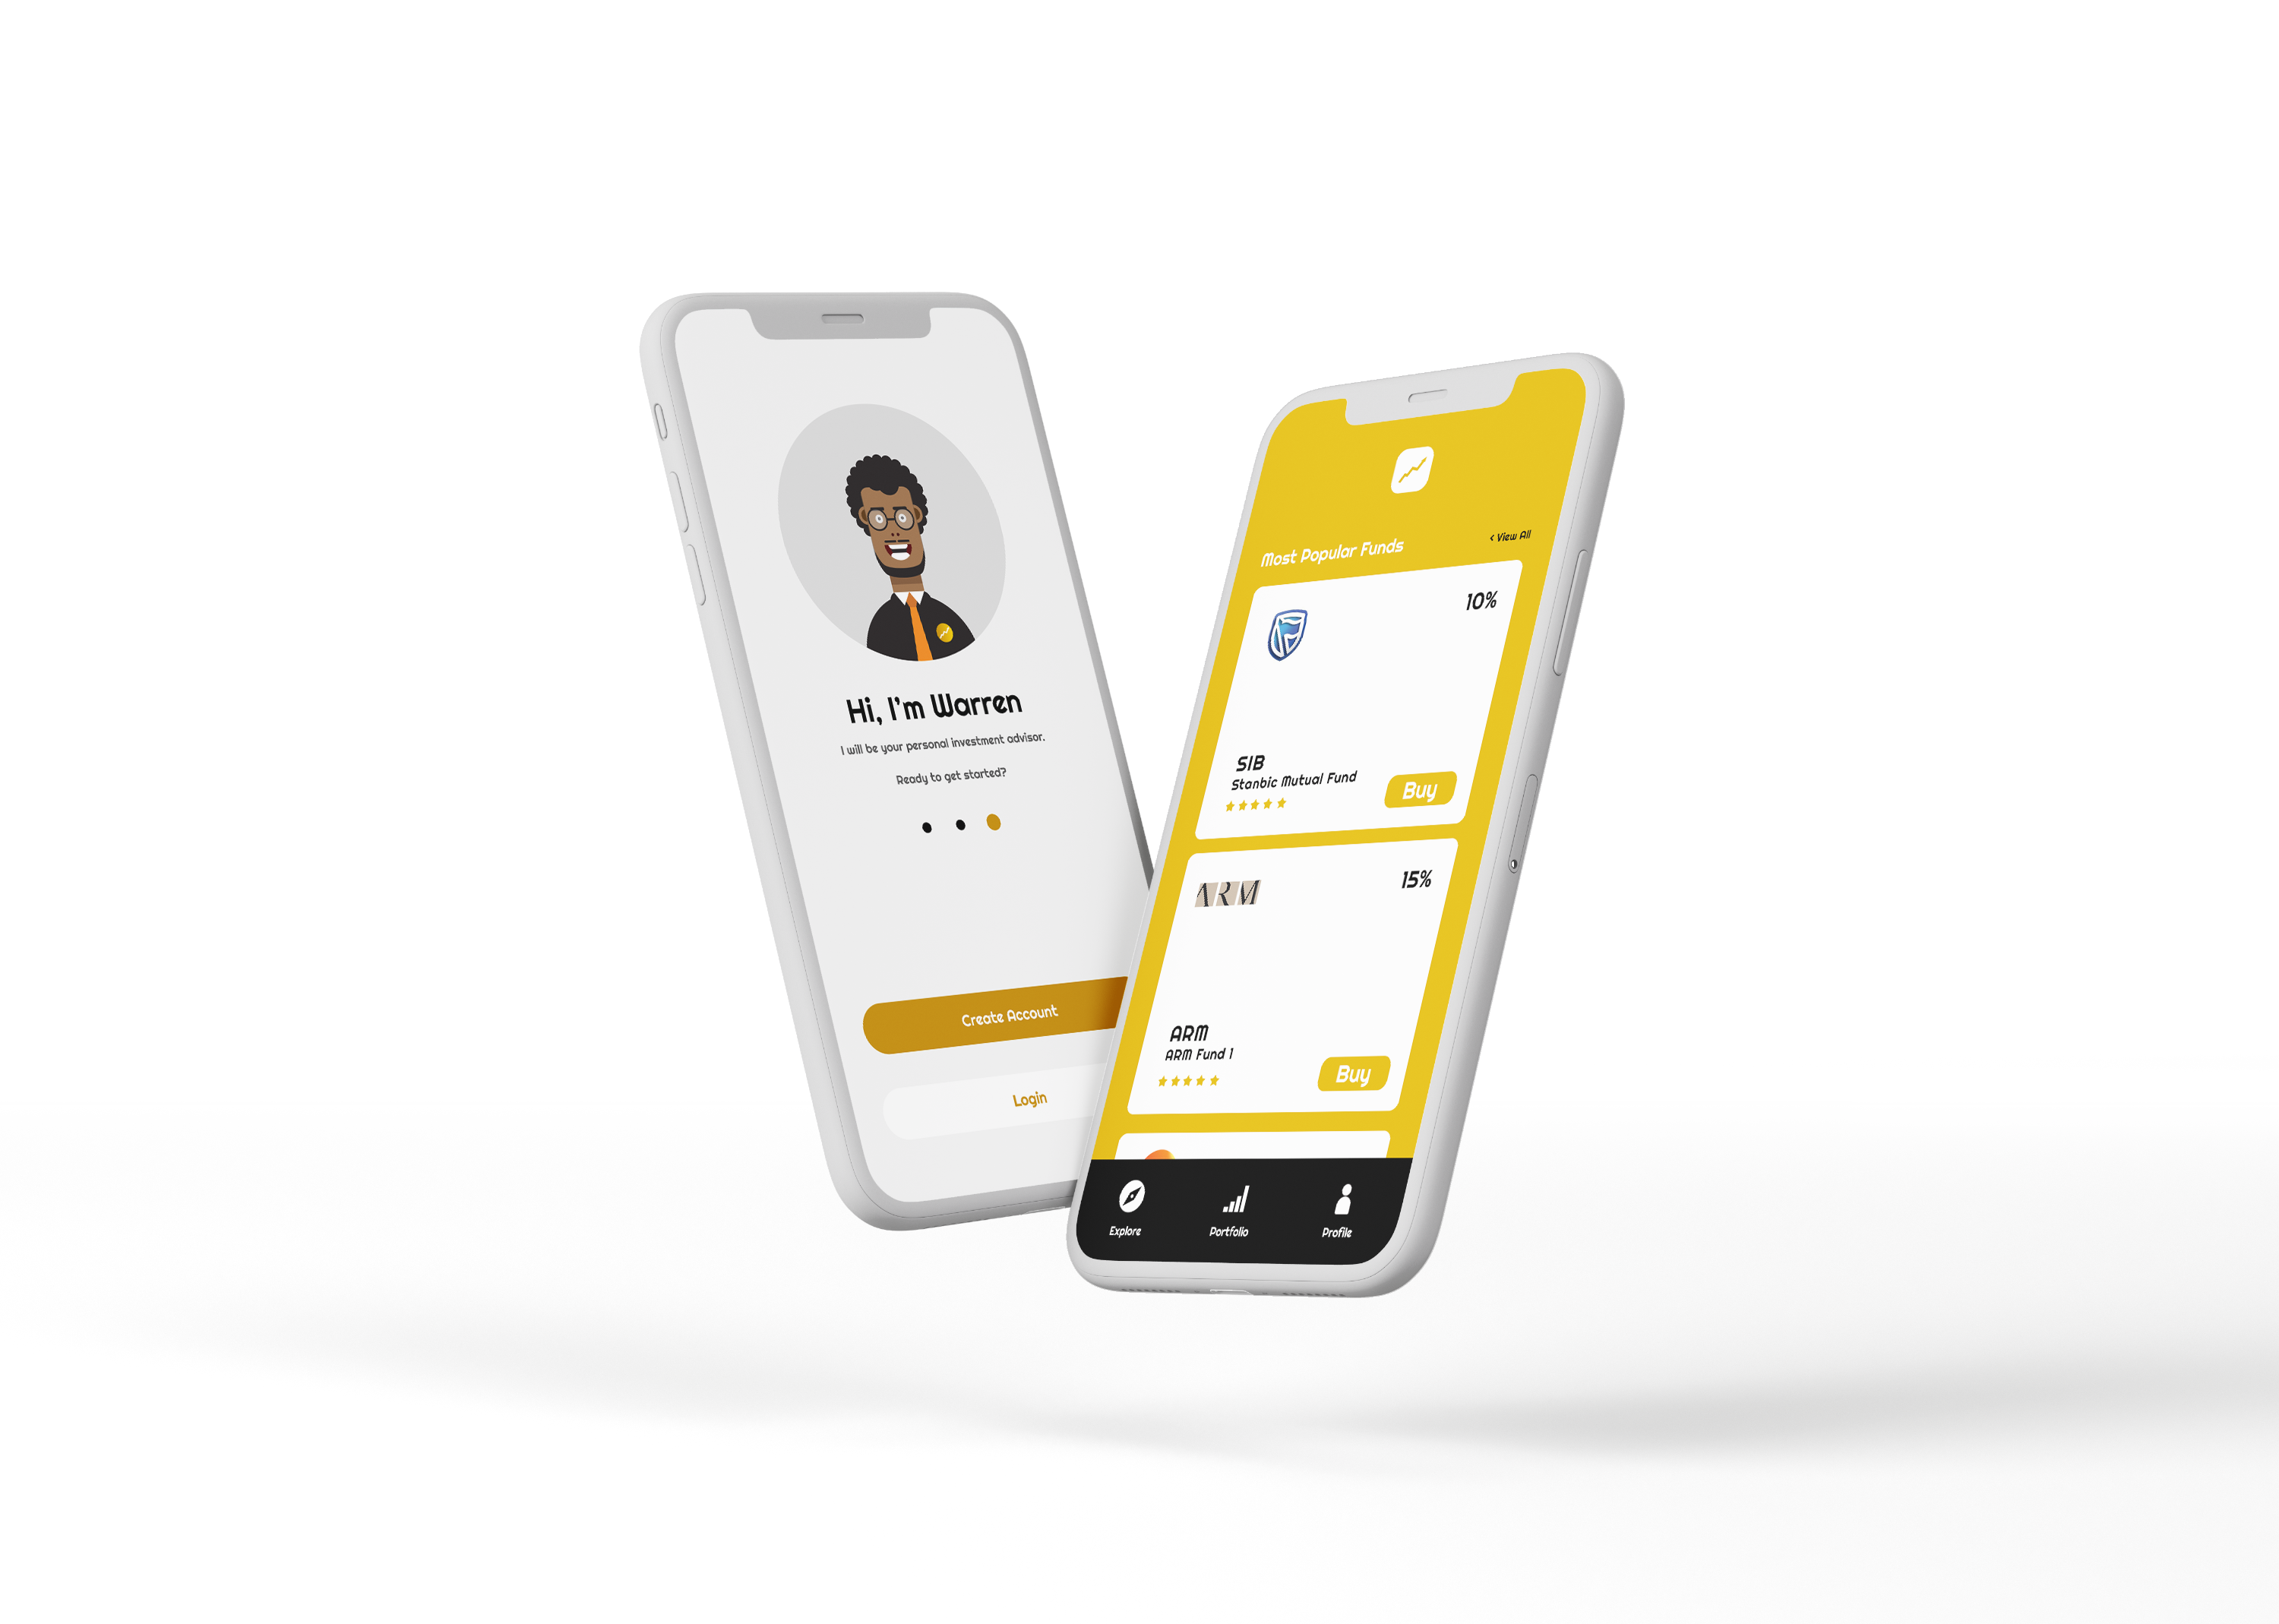 Hi, I'm Warren
I will be your personal investment advisor.
Ready to get started?
Create Account
Login
Most Popular Funds
< View All
10%
SIB
Stanbic Mutual Fund
Buy
ARM
15%
ARM
ARM Fund 1
Buy
Explore
Portfolio
Profile